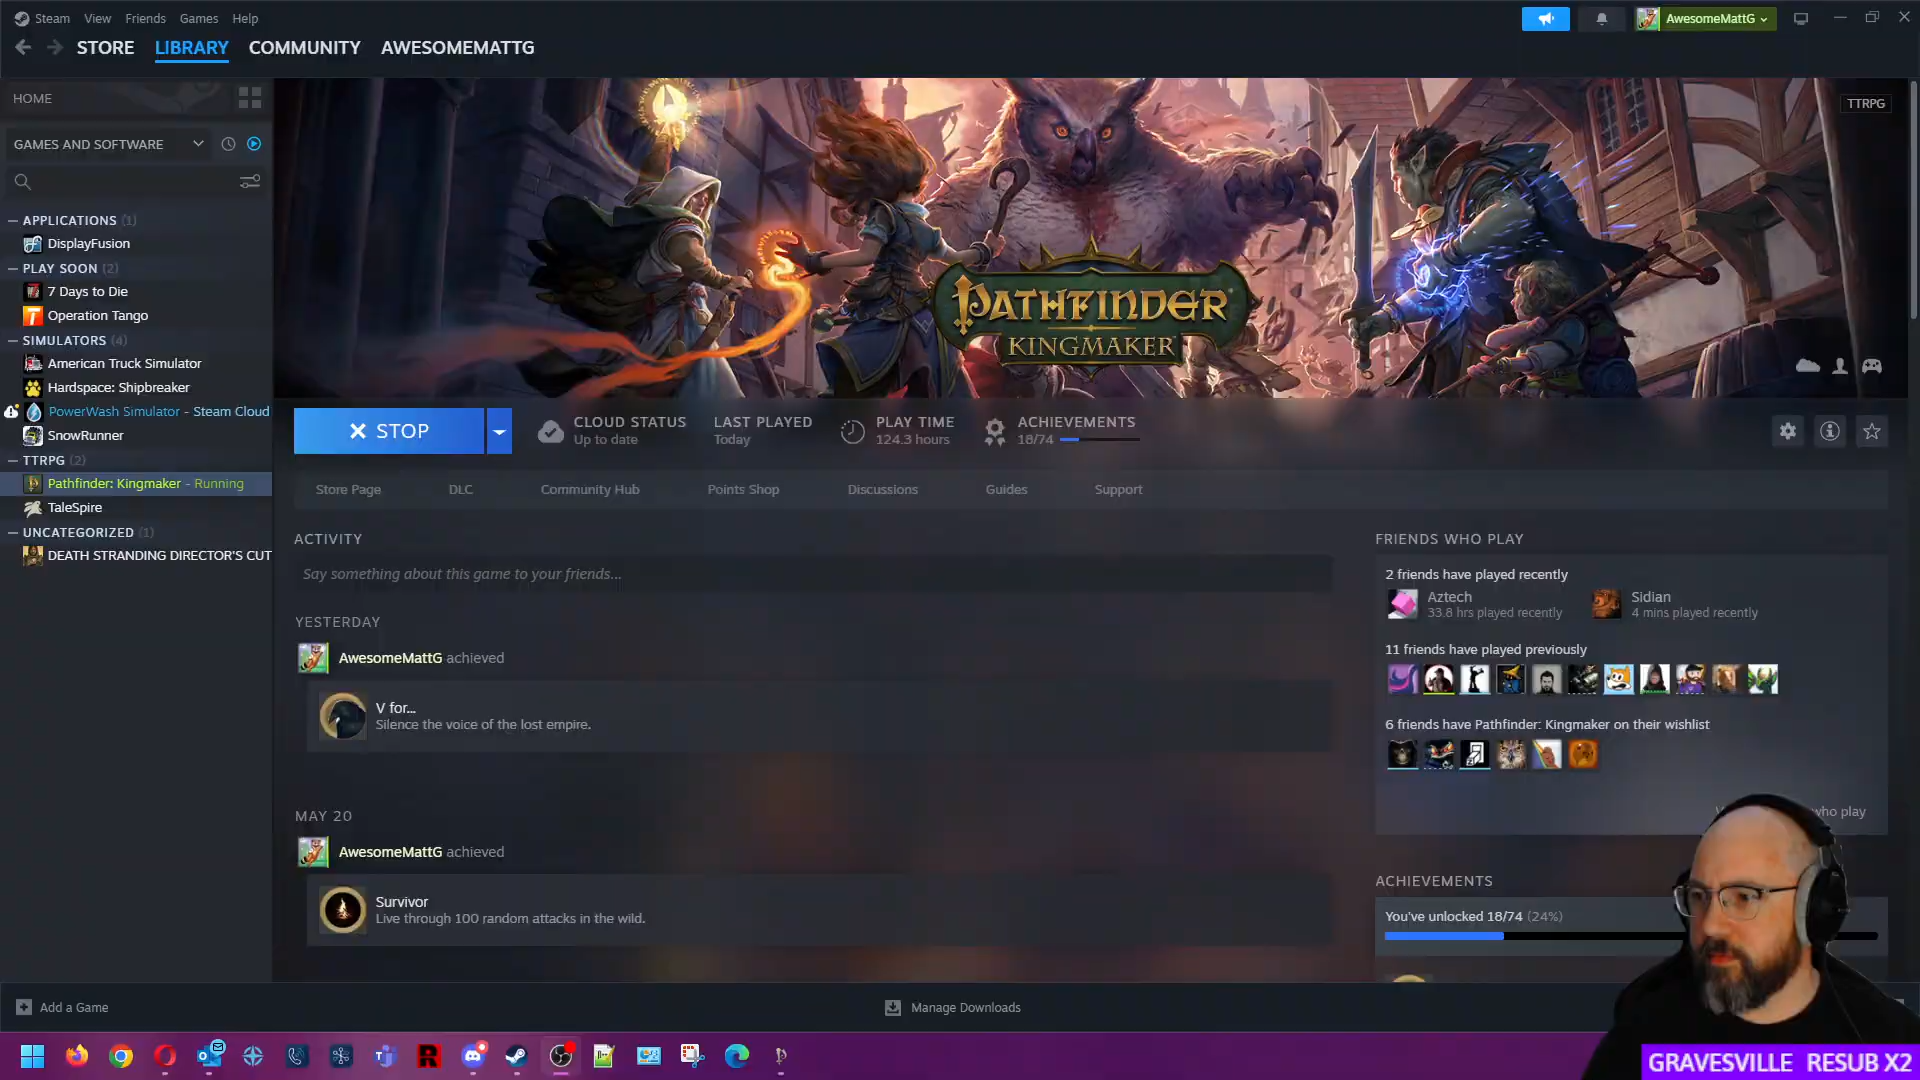 Steam View Friends Games Help
AwesomeMattG
STORE LIBRARY COMMUNITY AWESOMEMATTG
HOME
TTRPG
GAMES AND SOFTWARE
— APPLICATIONS (1)
DisplayFusion
— PLAY SOON (2)
7 Days to Die
Operation Tango
— SIMULATORS (4)
American Truck Simulator
Hardspace: Shipbreaker
PowerWash Simulator - Steam Cloud
SnowRunner
— TTRPG (2)
Pathfinder: Kingmaker - Running
TaleSpire
— UNCATEGORIZED (1)
DEATH STRANDING DIRECTOR'S CUT
PATHFINDER
KINGMAKER
STOP
CLOUD STATUS
Up to date
LAST PLAYED
Today
PLAY TIME
124.3 hours
ACHIEVEMENTS
18/74
Store Page DLC Community Hub Points Shop Discussions Guides Support
ACTIVITY
Say something about this game to your friends...
YESTERDAY
AwesomeMattG achieved
V for...
Silence the voice of the lost empire.
MAY 20
AwesomeMattG achieved
Survivor
Live through 100 random attacks in the wild.
FRIENDS WHO PLAY
2 friends have played recently
Aztech
33.8 hrs played recently
Sidian
4 mins played recently
11 friends have played previously
6 friends have Pathfinder: Kingmaker on their wishlist
who play
ACHIEVEMENTS
You've unlocked 18/74 (24%)
Add a Game
Manage Downloads
GRAVESVILLE RESUB X2